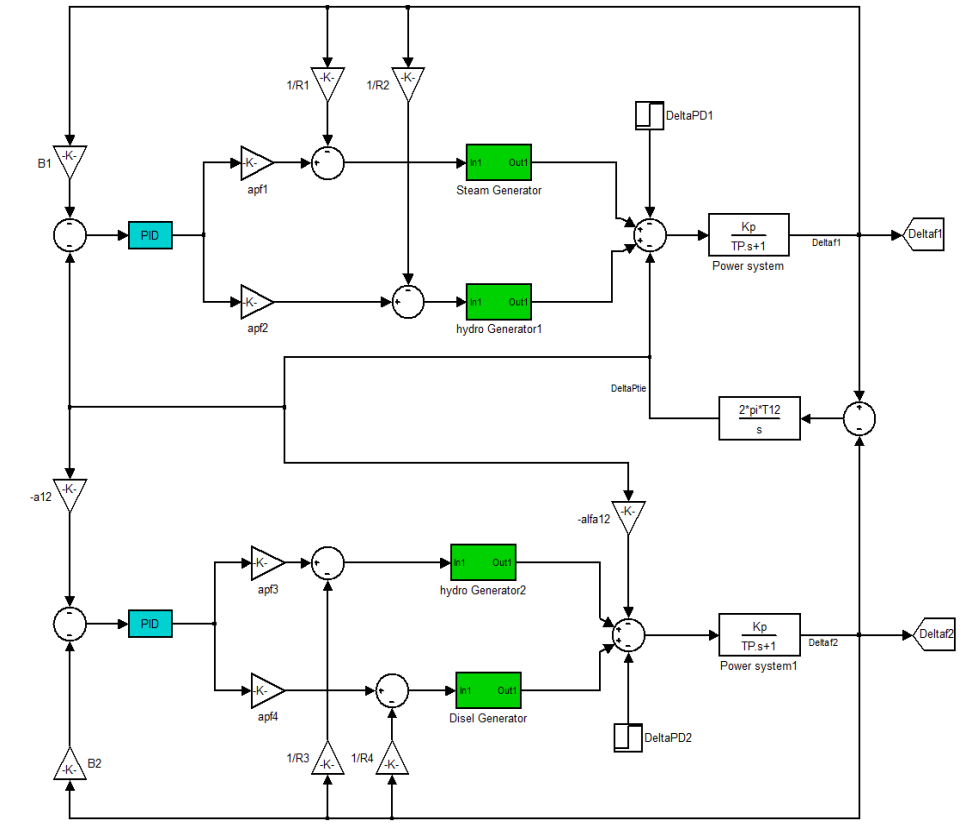 -K-
1/R1
-K-
1/R2
DeltaPD1
-K-
B1
-K-
apf1
In1
Out1
Steam Generator
PID
Kp
TP.s+1
Power system
Deltaf1
Deltaf1
-K-
apf2
In1
Out1
hydro Generator1
DeltaPtie
2*pi*T12
s
-K-
-a12
-K-
-alfa12
-K-
apf3
In1
Out1
hydro Generator2
PID
Kp
TP.s+1
Power system1
Deltaf2
Deltaf2
-K-
apf4
In1
Out1
Disel Generator
DeltaPD2
-K-
B2
1/R3
-K-
1/R4
-K-